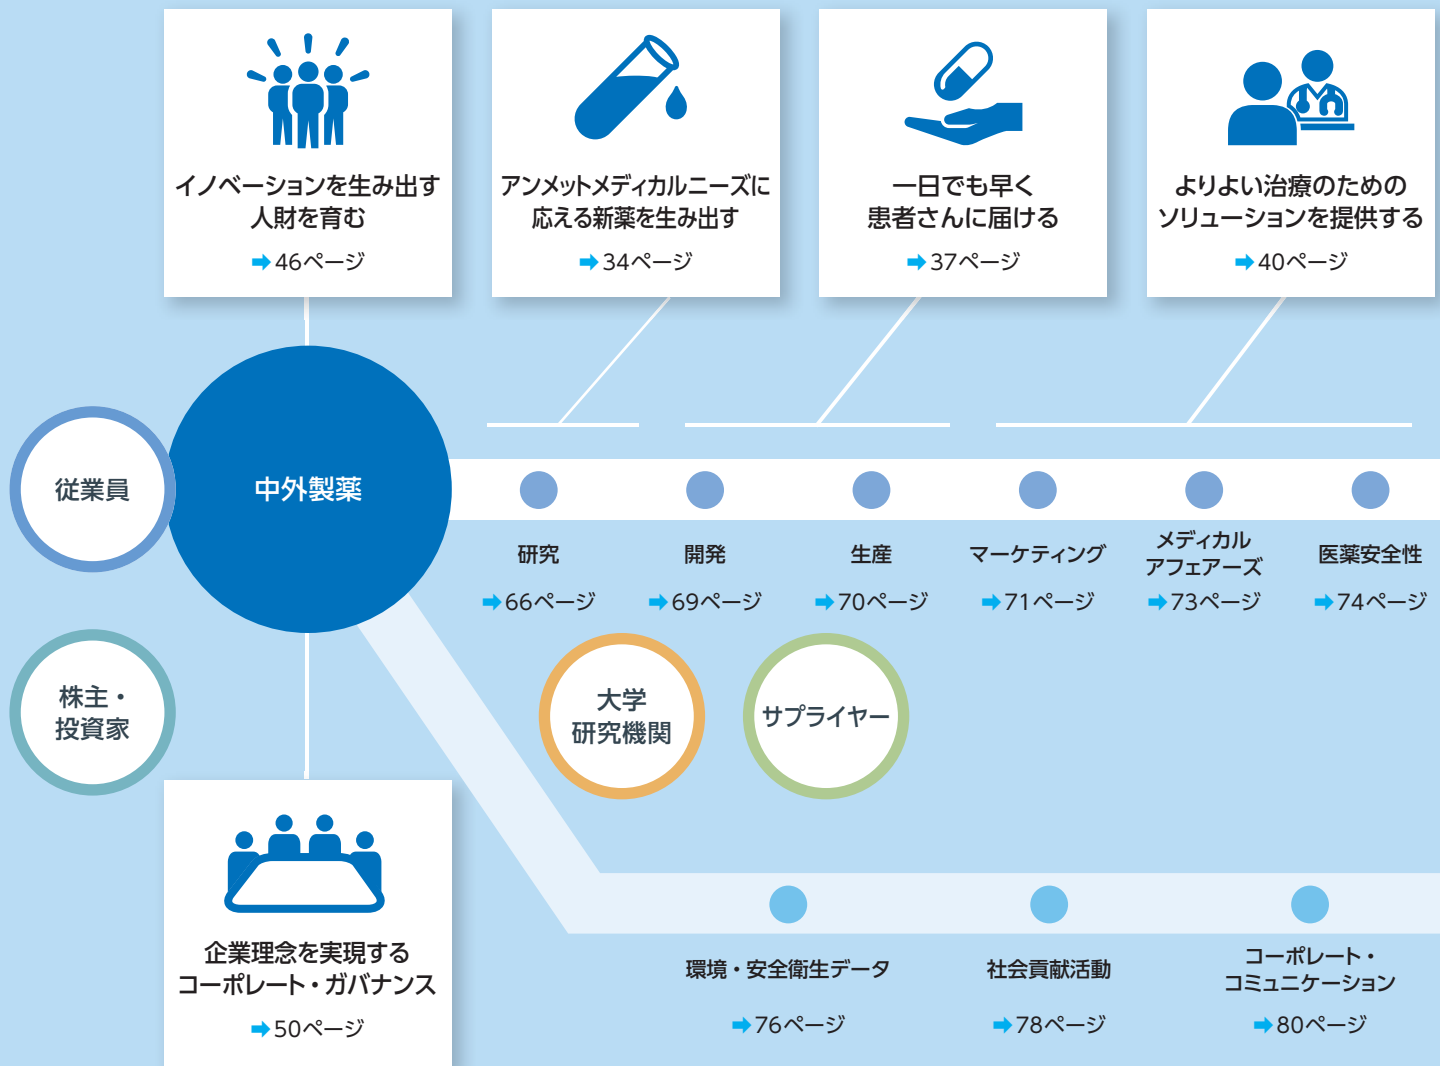 イノベーションを生み出す
人財を育む
➡46ページ
アンメットメディカルニーズに
応える新薬を生み出す
➡34ページ
一日でも早く
患者さんに届ける
➡37ページ
よりよい治療のための
ソリューションを提供する
➡40ページ
従業員
中外製薬
研究
➡66ページ
開発
➡69ページ
生産
➡70ページ
マーケティング
➡71ページ
メディカル
アフェアーズ
➡73ページ
医薬安全性
➡74ページ
株主・
投資家
大学
研究機関
サプライヤー
企業理念を実現する
コーポレート・ガバナンス
➡50ページ
環境・安全衛生データ
➡76ページ
社会貢献活動
➡78ページ
コーポレート・
コミュニケーション
➡80ページ